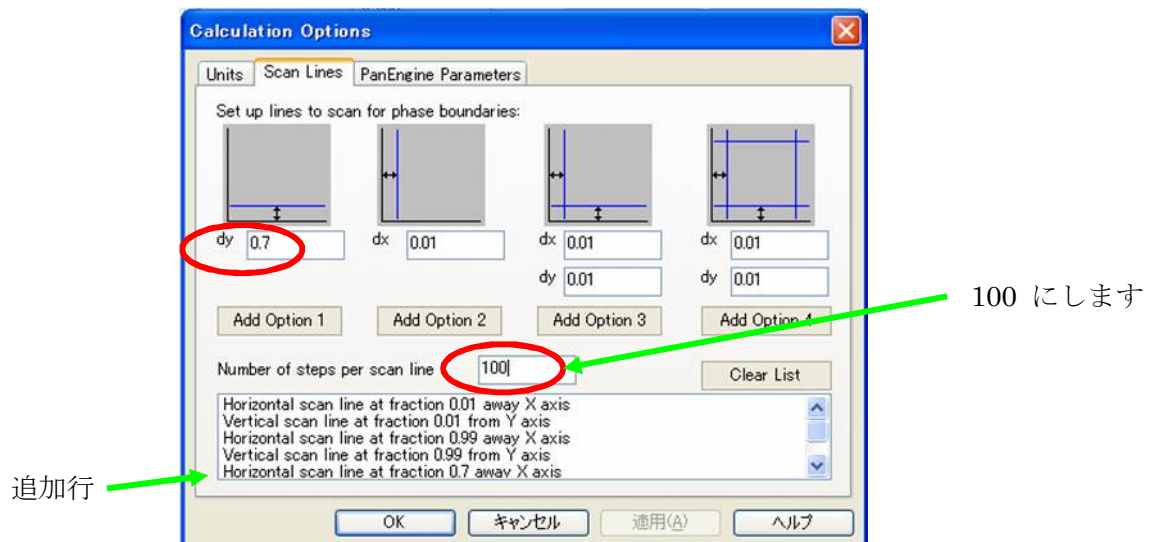 Calculation Options
Units Scan Lines PanEngine Parameters
Set up lines to scan for phase boundaries:
dy 0.7 dx 0.01 dx 0.01 dx 0.01
dy 0.01 dy 0.01
Add Option 1 Add Option 2 Add Option 3 Add Option 4
100 にします
Number of steps per scan line 100 Clear List
Horizontal scan line at fraction 0.01 away X axis
Vertical scan line at fraction 0.01 from Y axis
Horizontal scan line at fraction 0.99 away X axis
Vertical scan line at fraction 0.99 from Y axis
Horizontal scan line at fraction 0.7 away X axis
追加行
OK キャンセル 適用(A) ヘルプ